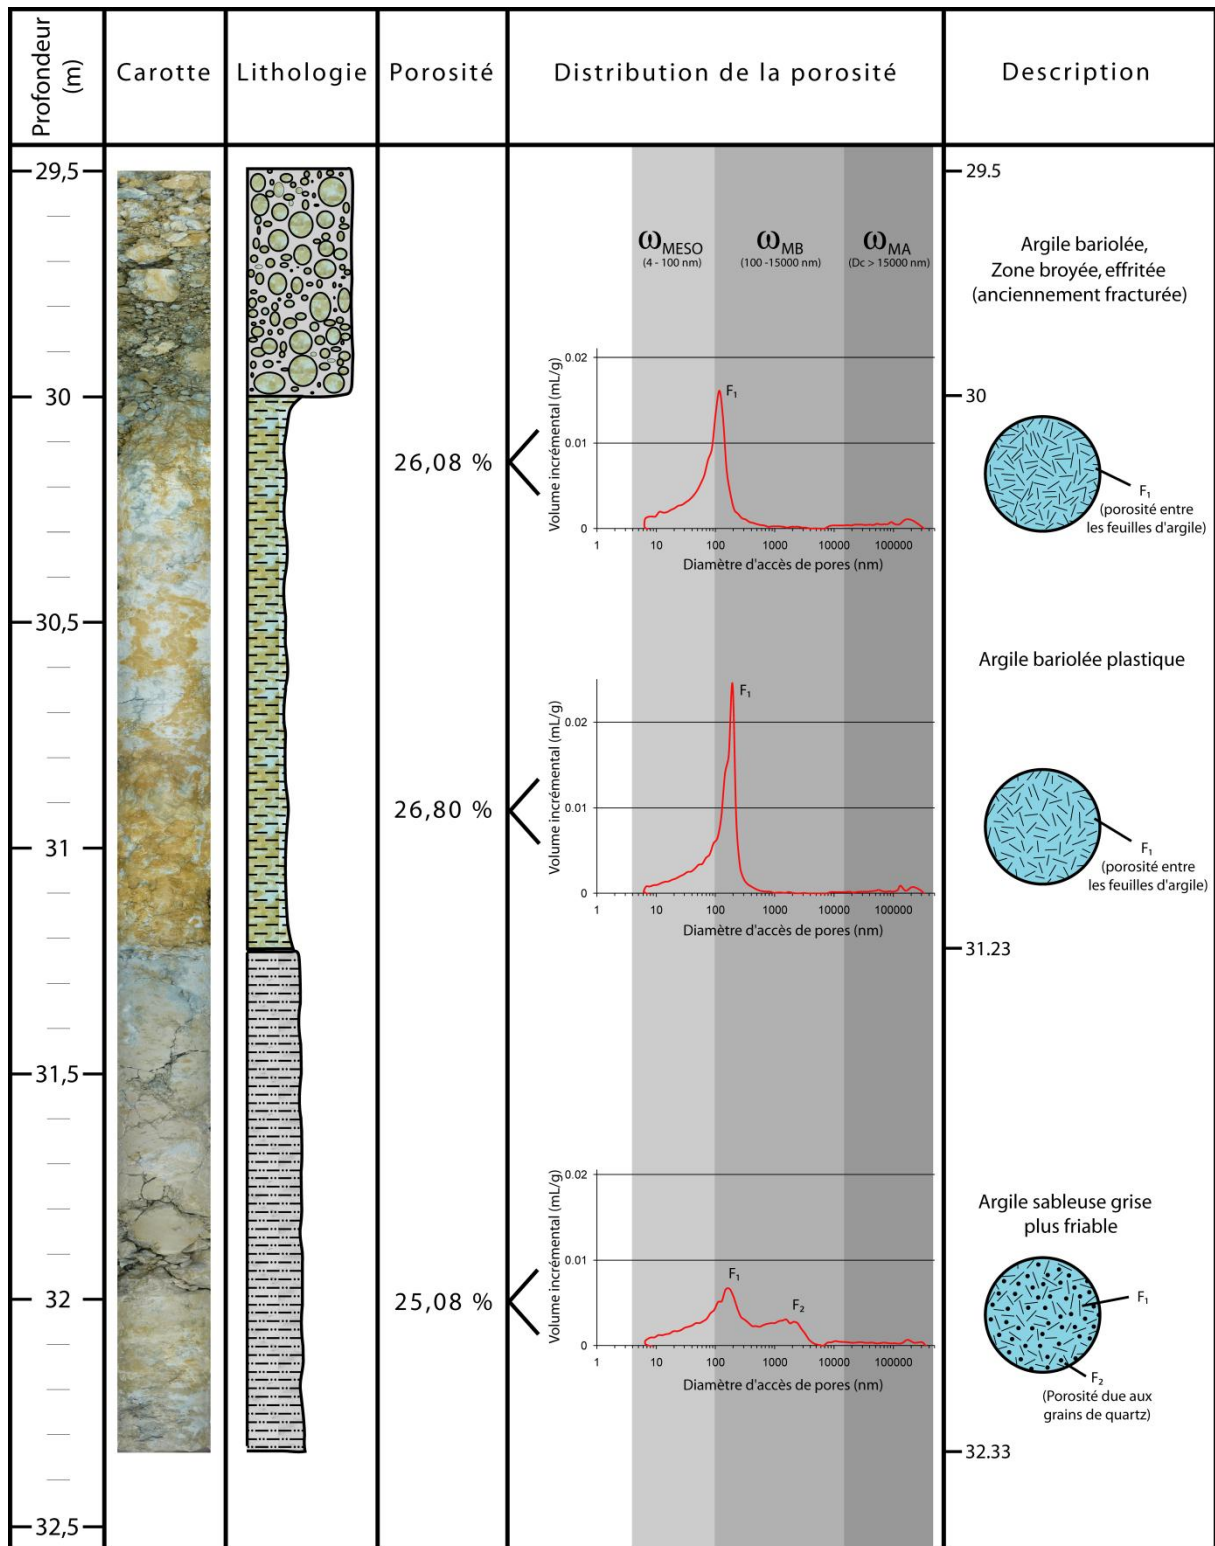 Profondeur
(m)
Carotte
Lithologie
Porosité
Distribution de la porosité
Description
29,5
30
30,5
31
31,5
32
32,5
26,08 %
26,80 %
25,08 %
ωMESO
(4 - 100 nm)
ωMB
(100 -15000 nm)
ωMA
(Dc > 15000 nm)
Volume incrémental (mL/g)
0.02
0.01
0
F₁
1
10
100
1000
10000
100000
Diamètre d'accès de pores (nm)
Volume incrémental (mL/g)
0.02
0.01
0
F₁
1
10
100
1000
10000
100000
Diamètre d'accès de pores (nm)
Volume incrémental (mL/g)
0.02
0.01
0
F₁
F₂
1
10
100
1000
10000
100000
Diamètre d'accès de pores (nm)
29.5
Argile bariolée,
Zone broyée, effritée
(anciennement fracturée)
30
F₁
(porosité entre
les feuilles d'argile)
Argile bariolée plastique
F₁
(porosité entre
les feuilles d'argile)
31.23
Argile sableuse grise
plus friable
F₁
F₂
(Porosité due aux
grains de quartz)
32.33